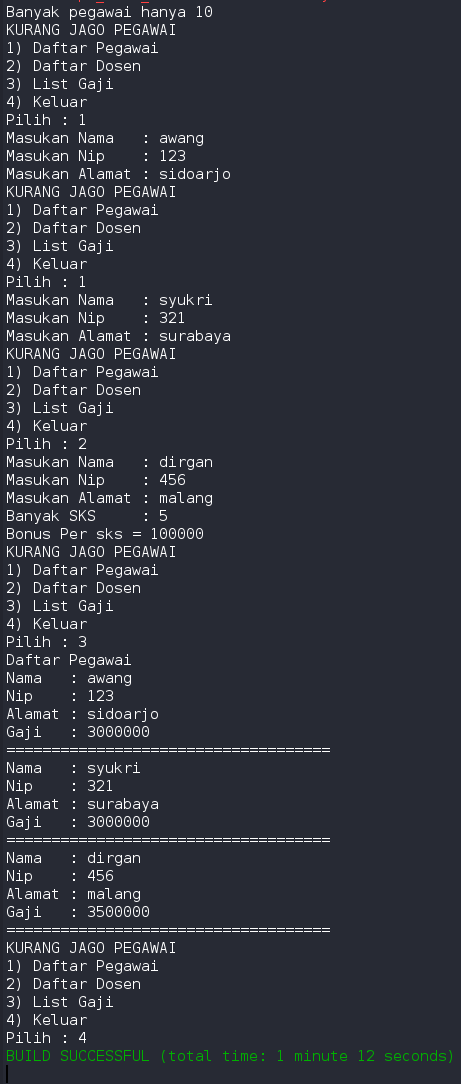 Banyak pegawai hanya 10
KURANG JAGO PEGAWAI
1) Daftar Pegawai
2) Daftar Dosen
3) List Gaji
4) Keluar
Pilih : 1
Masukan Nama   : awang
Masukan Nip    : 123
Masukan Alamat : sidoarjo
KURANG JAGO PEGAWAI
1) Daftar Pegawai
2) Daftar Dosen
3) List Gaji
4) Keluar
Pilih : 1
Masukan Nama   : syukri
Masukan Nip    : 321
Masukan Alamat : surabaya
KURANG JAGO PEGAWAI
1) Daftar Pegawai
2) Daftar Dosen
3) List Gaji
4) Keluar
Pilih : 2
Masukan Nama   : dirgan
Masukan Nip    : 456
Masukan Alamat : malang
Banyak SKS     : 5
Bonus Per sks = 100000
KURANG JAGO PEGAWAI
1) Daftar Pegawai
2) Daftar Dosen
3) List Gaji
4) Keluar
Pilih : 3
Daftar Pegawai
Nama   : awang
Nip    : 123
Alamat : sidoarjo
Gaji   : 3000000
====================================
Nama   : syukri
Nip    : 321
Alamat : surabaya
Gaji   : 3000000
====================================
Nama   : dirgan
Nip    : 456
Alamat : malang
Gaji   : 3500000
====================================
KURANG JAGO PEGAWAI
1) Daftar Pegawai
2) Daftar Dosen
3) List Gaji
4) Keluar
Pilih : 4
BUILD SUCCESSFUL (total time: 1 minute 12 seconds)